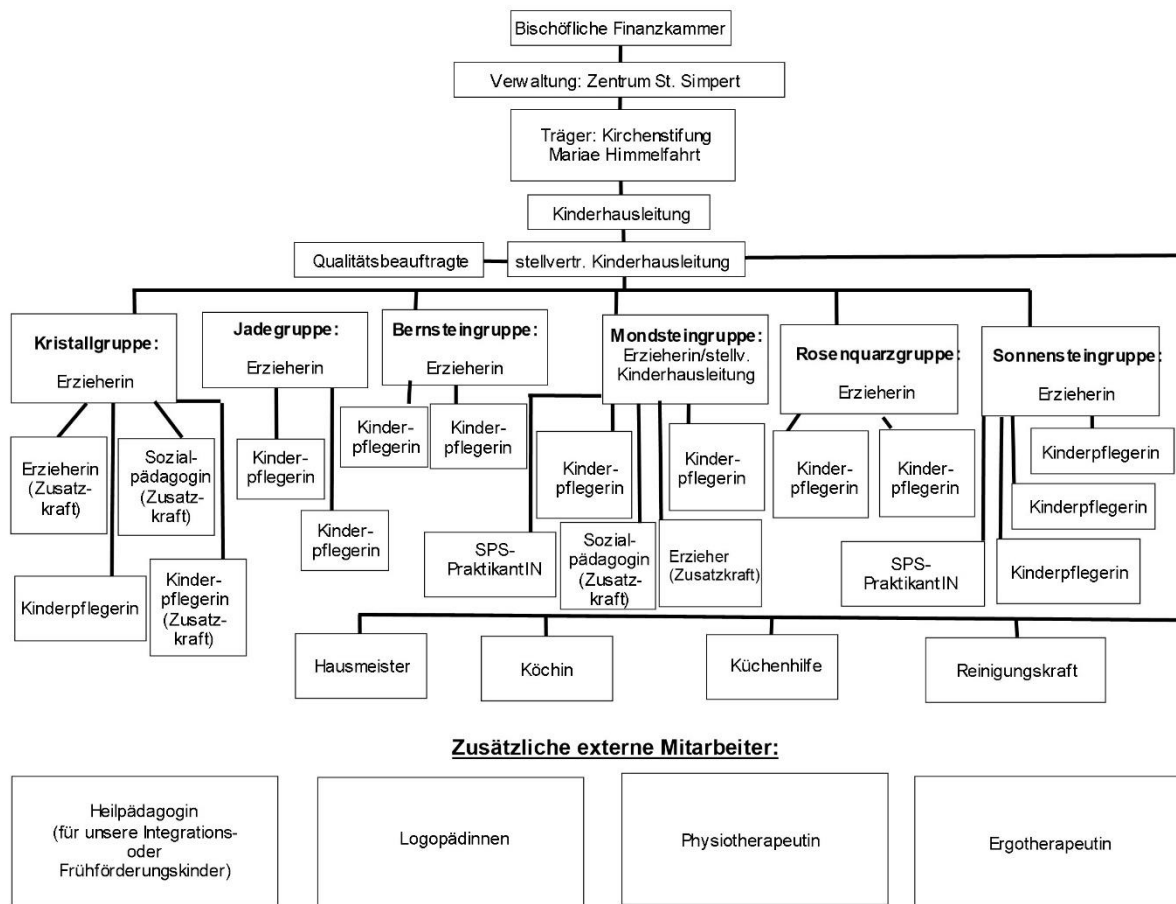 Bischöfliche Finanzkammer
Verwaltung: Zentrum St. Simpert
Träger: Kirchenstiftung
Mariae Himmelfahrt
Kinderhausleitung
Qualitätsbeauftragte
stellvertr. Kinderhausleitung
Kristallgruppe:
Erzieherin
Jadegruppe:
Erzieherin
Bernsteingruppe:
Erzieherin
Mondsteingruppe:
Erzieherin/stellv.
Kinderhausleitung
Rosenquarzgruppe:
Erzieherin
Sonnensteingruppe:
Erzieherin
Erzieherin
(Zusatz-
kraft)
Sozial-
pädagogin
(Zusatz-
kraft)
Kinderpflegerin
Kinder-
pflegerin
(Zusatz-
kraft)
Kinder-
pflegerin
Kinder-
pflegerin
Kinder-
pflegerin
Kinder-
pflegerin
SPS-
PraktikantIN
Kinder-
pflegerin
Sozial-
pädagogin
(Zusatz-
kraft)
Kinder-
pflegerin
Erzieher
(Zusatzkraft)
Kinder-
pflegerin
Kinder-
pflegerin
SPS-
PraktikantIN
Kinderpflegerin
Kinderpflegerin
Kinderpflegerin
Hausmeister
Köchin
Küchenhilfe
Reinigungskraft
Zusätzliche externe Mitarbeiter:
Heilpädagogin
(für unsere Integrations-
oder
Frühförderungskinder)
Logopädinnen
Physiotherapeutin
Ergotherapeutin